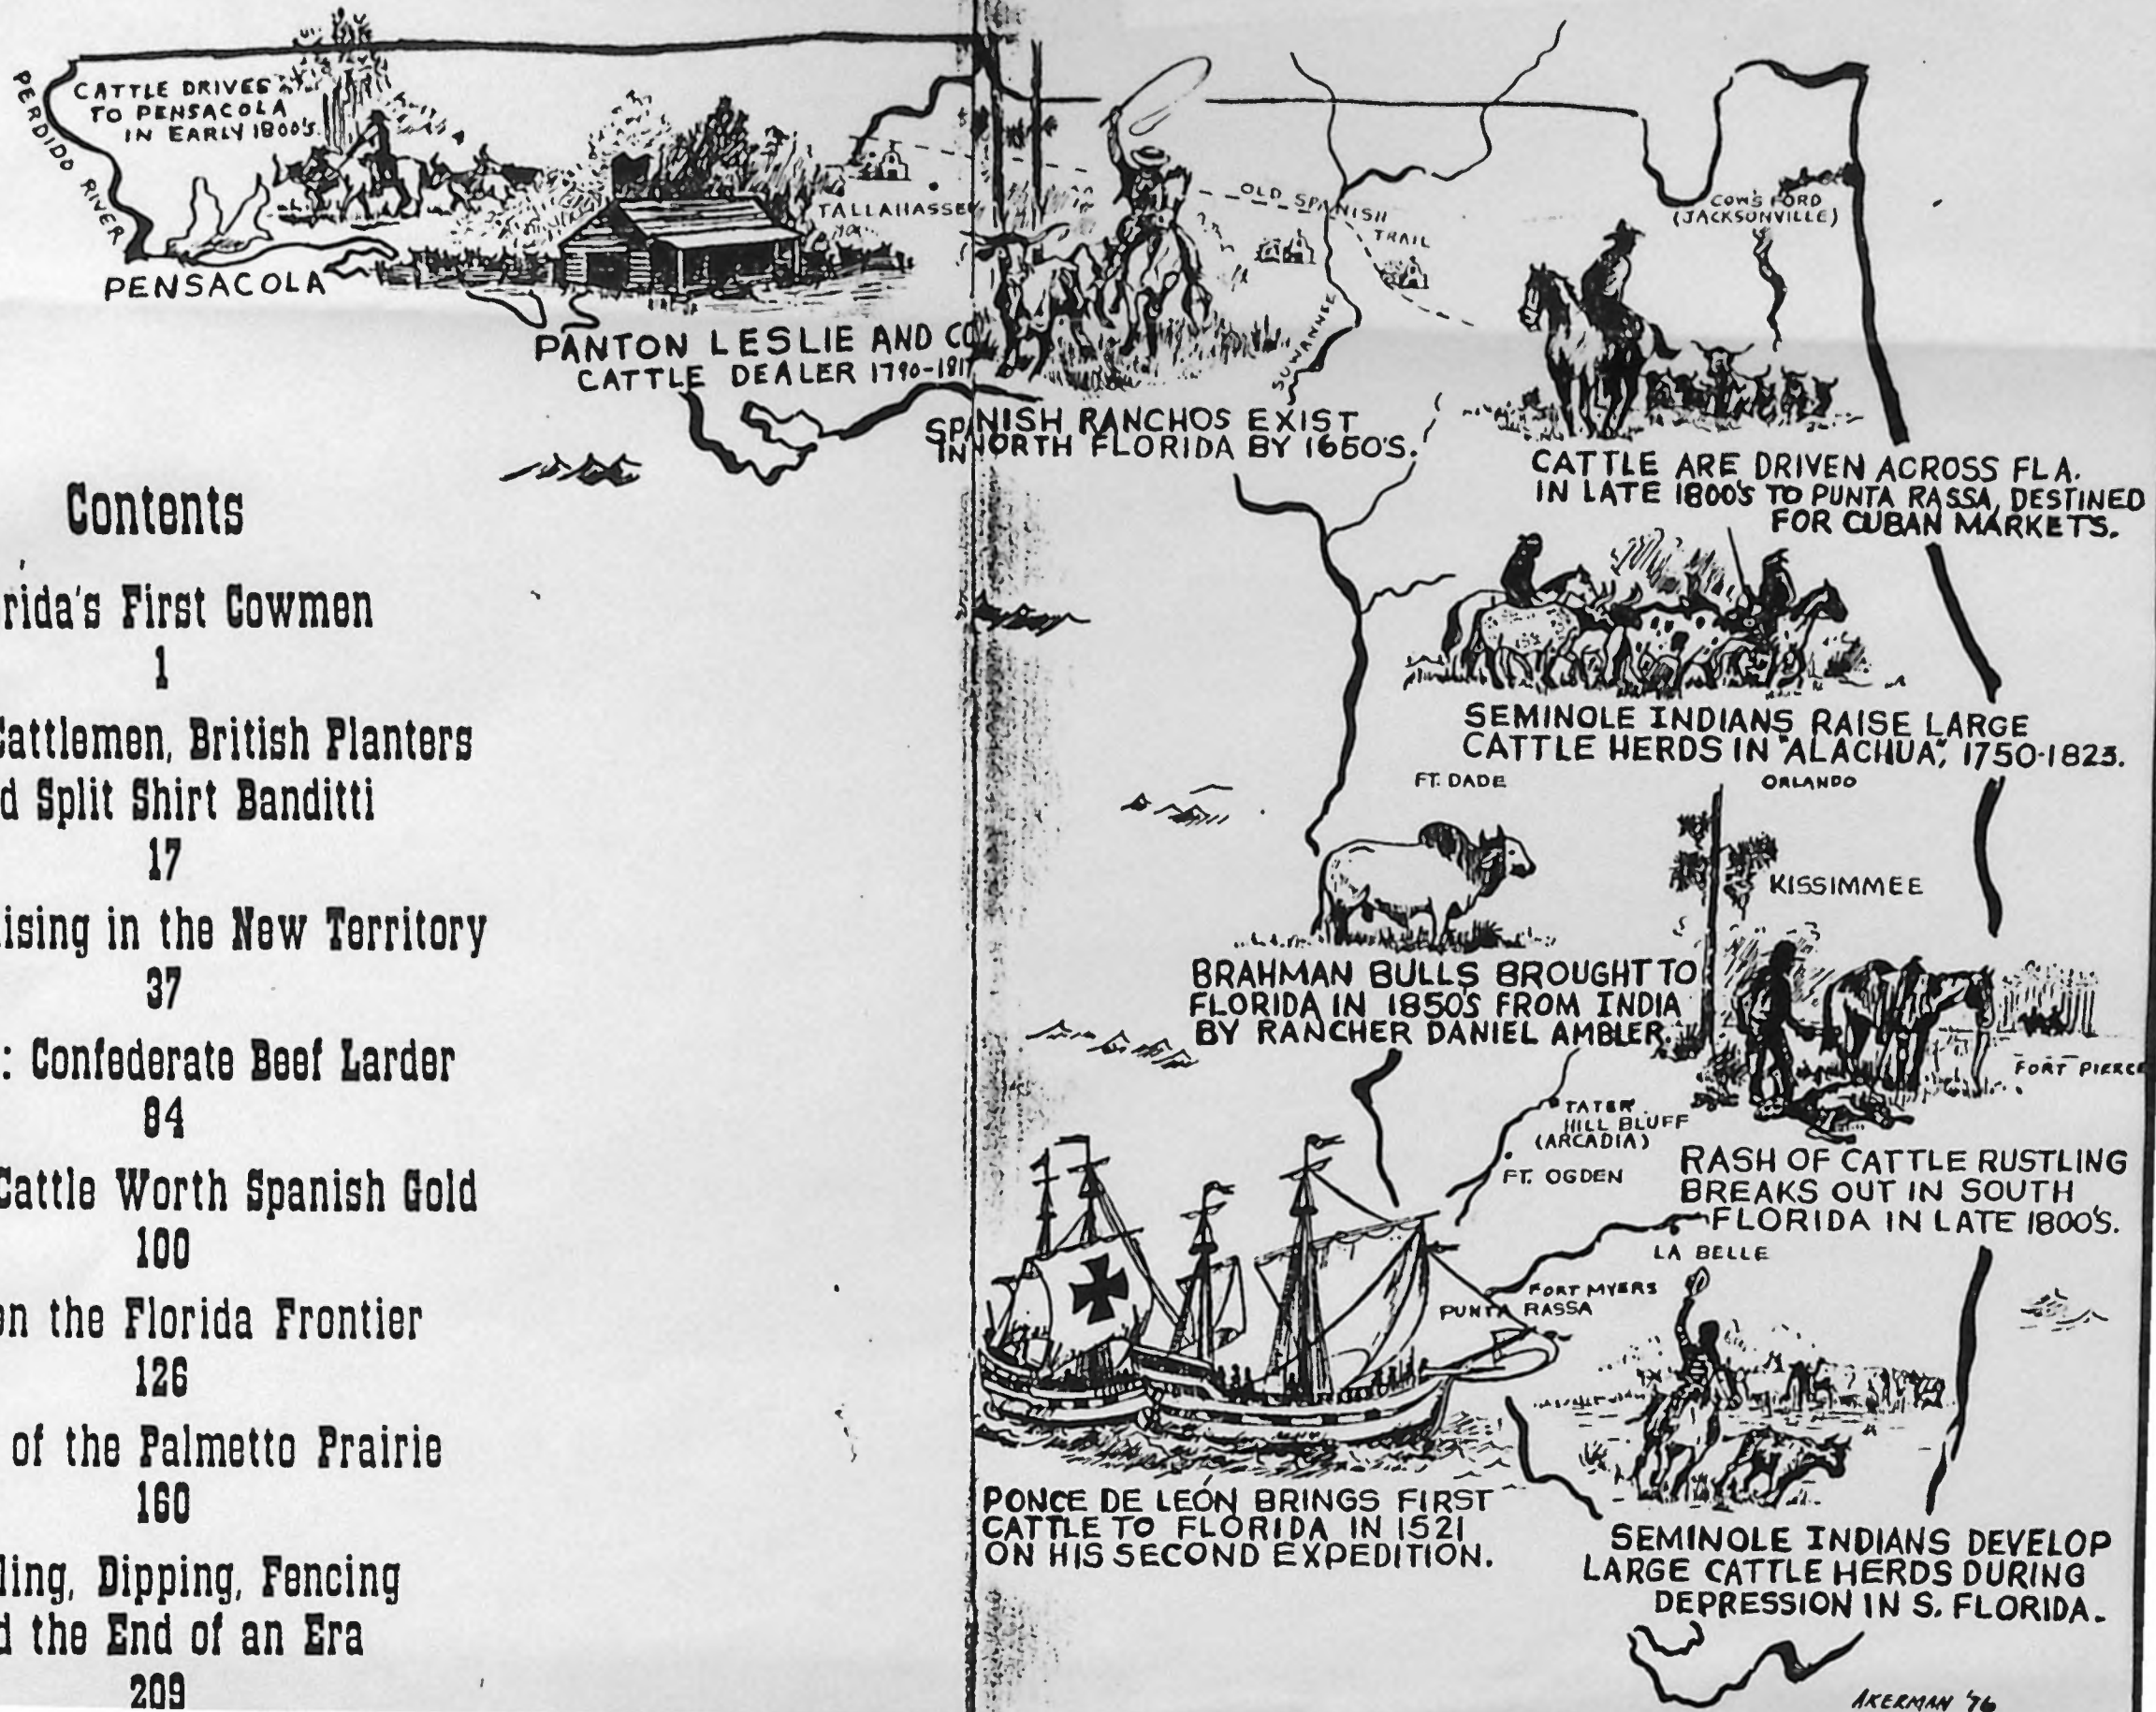 PERDIDO RIVER
CATTLE DRIVES
TO PENSACOLA
IN EARLY 1800'S.
PENSACOLA
TALLAHASSEE
PANTON LESLIE AND CO
CATTLE DEALER 1790-1817
OLD SPANISH
TRAIL
SUWANNEE
COW'S FORD
(JACKSONVILLE)
SPANISH RANCHOS EXIST
IN NORTH FLORIDA BY 1650'S.
CATTLE ARE DRIVEN ACROSS FLA.
IN LATE 1800'S TO PUNTA RASSA, DESTINED
FOR CUBAN MARKETS.
SEMINOLE INDIANS RAISE LARGE
CATTLE HERDS IN "ALACHUA", 1750-1823.
FT. DADE
ORLANDO
KISSIMMEE
BRAHMAN BULLS BROUGHT TO
FLORIDA IN 1850'S FROM INDIA
BY RANCHER DANIEL AMBLER.
FORT PIERCE
TATER
HILL BLUFF
(ARCADIA)
FT. OGDEN
RASH OF CATTLE RUSTLING
BREAKS OUT IN SOUTH
FLORIDA IN LATE 1800'S.
LA BELLE
FORT MYERS
PUNTA RASSA
PONCE DE LEÓN BRINGS FIRST
CATTLE TO FLORIDA IN 1521
ON HIS SECOND EXPEDITION.
SEMINOLE INDIANS DEVELOP
LARGE CATTLE HERDS DURING
DEPRESSION IN S. FLORIDA.
AKERMAN '76
Contents
rida's First Cowmen
1
Cattlemen, British Planters
d Split Shirt Banditti
17
ising in the New Territory
37
: Confederate Beef Larder
84
Cattle Worth Spanish Gold
100
on the Florida Frontier
126
of the Palmetto Prairie
160
ling, Dipping, Fencing
d the End of an Era
209